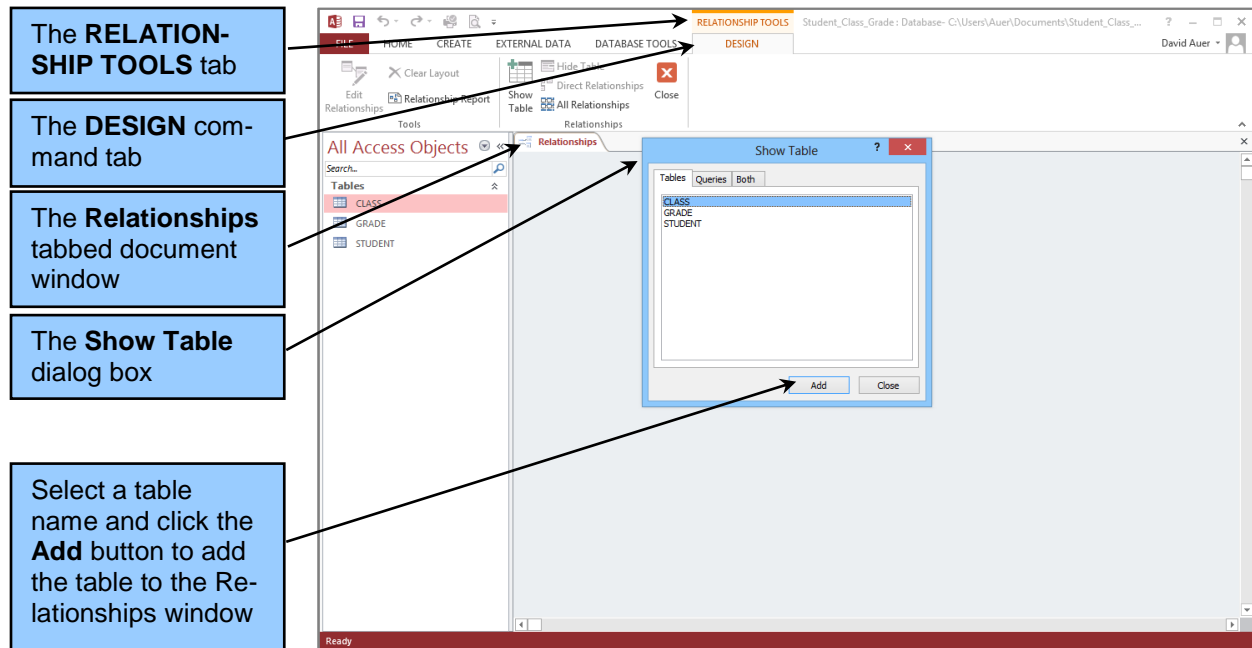 The RELATION-
SHIP TOOLS tab
The DESIGN com-
mand tab
The Relationships
tabbed document
window
The Show Table
dialog box
Select a table
name and click the
Add button to add
the table to the Re-
lationships window
RELATIONSHIP TOOLS Student_Class_Grade : Database- C:\Users\Auer\Documents\Student_Class_... ?
FILE HOME CREATE EXTERNAL DATA DATABASE TOOLS DESIGN David Auer
Edit
Relationships
Clear Layout
Relationship Report
Tools
Show
Table
Hide Table
Direct Relationships
All Relationships
Close
Relationships
All Access Objects «
Search...
Tables
CLASS
GRADE
STUDENT
Relationships
Show Table ?
Tables Queries Both
CLASS
GRADE
STUDENT
Add Close
Ready